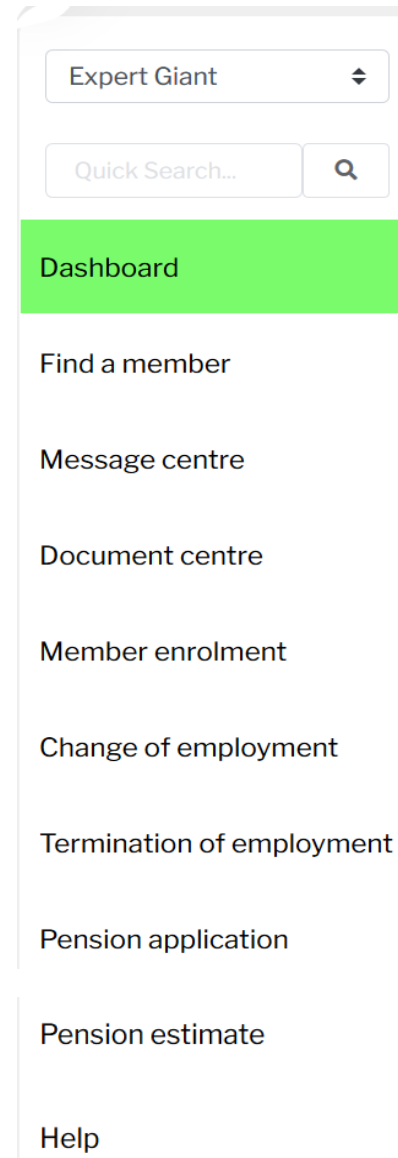 Expert Giant
Quick Search...
Dashboard
Find a member
Message centre
Document centre
Member enrolment
Change of employment
Termination of employment
Pension application
Pension estimate
Help